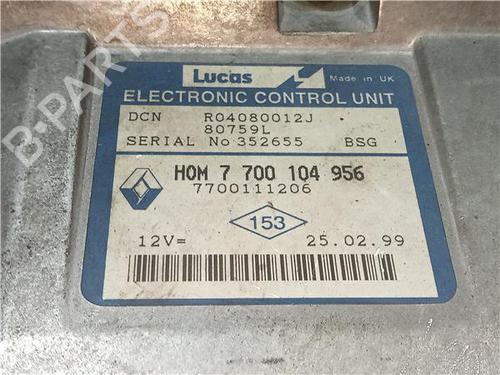 B-PARTS
Lucas
Made in UK
ELECTRONIC CONTROL UNIT
DCN R04080012J
80759L
SERIAL No 352655 BSG
HOM 7 700 104 956
7700111206
153
12V= 25.02.99